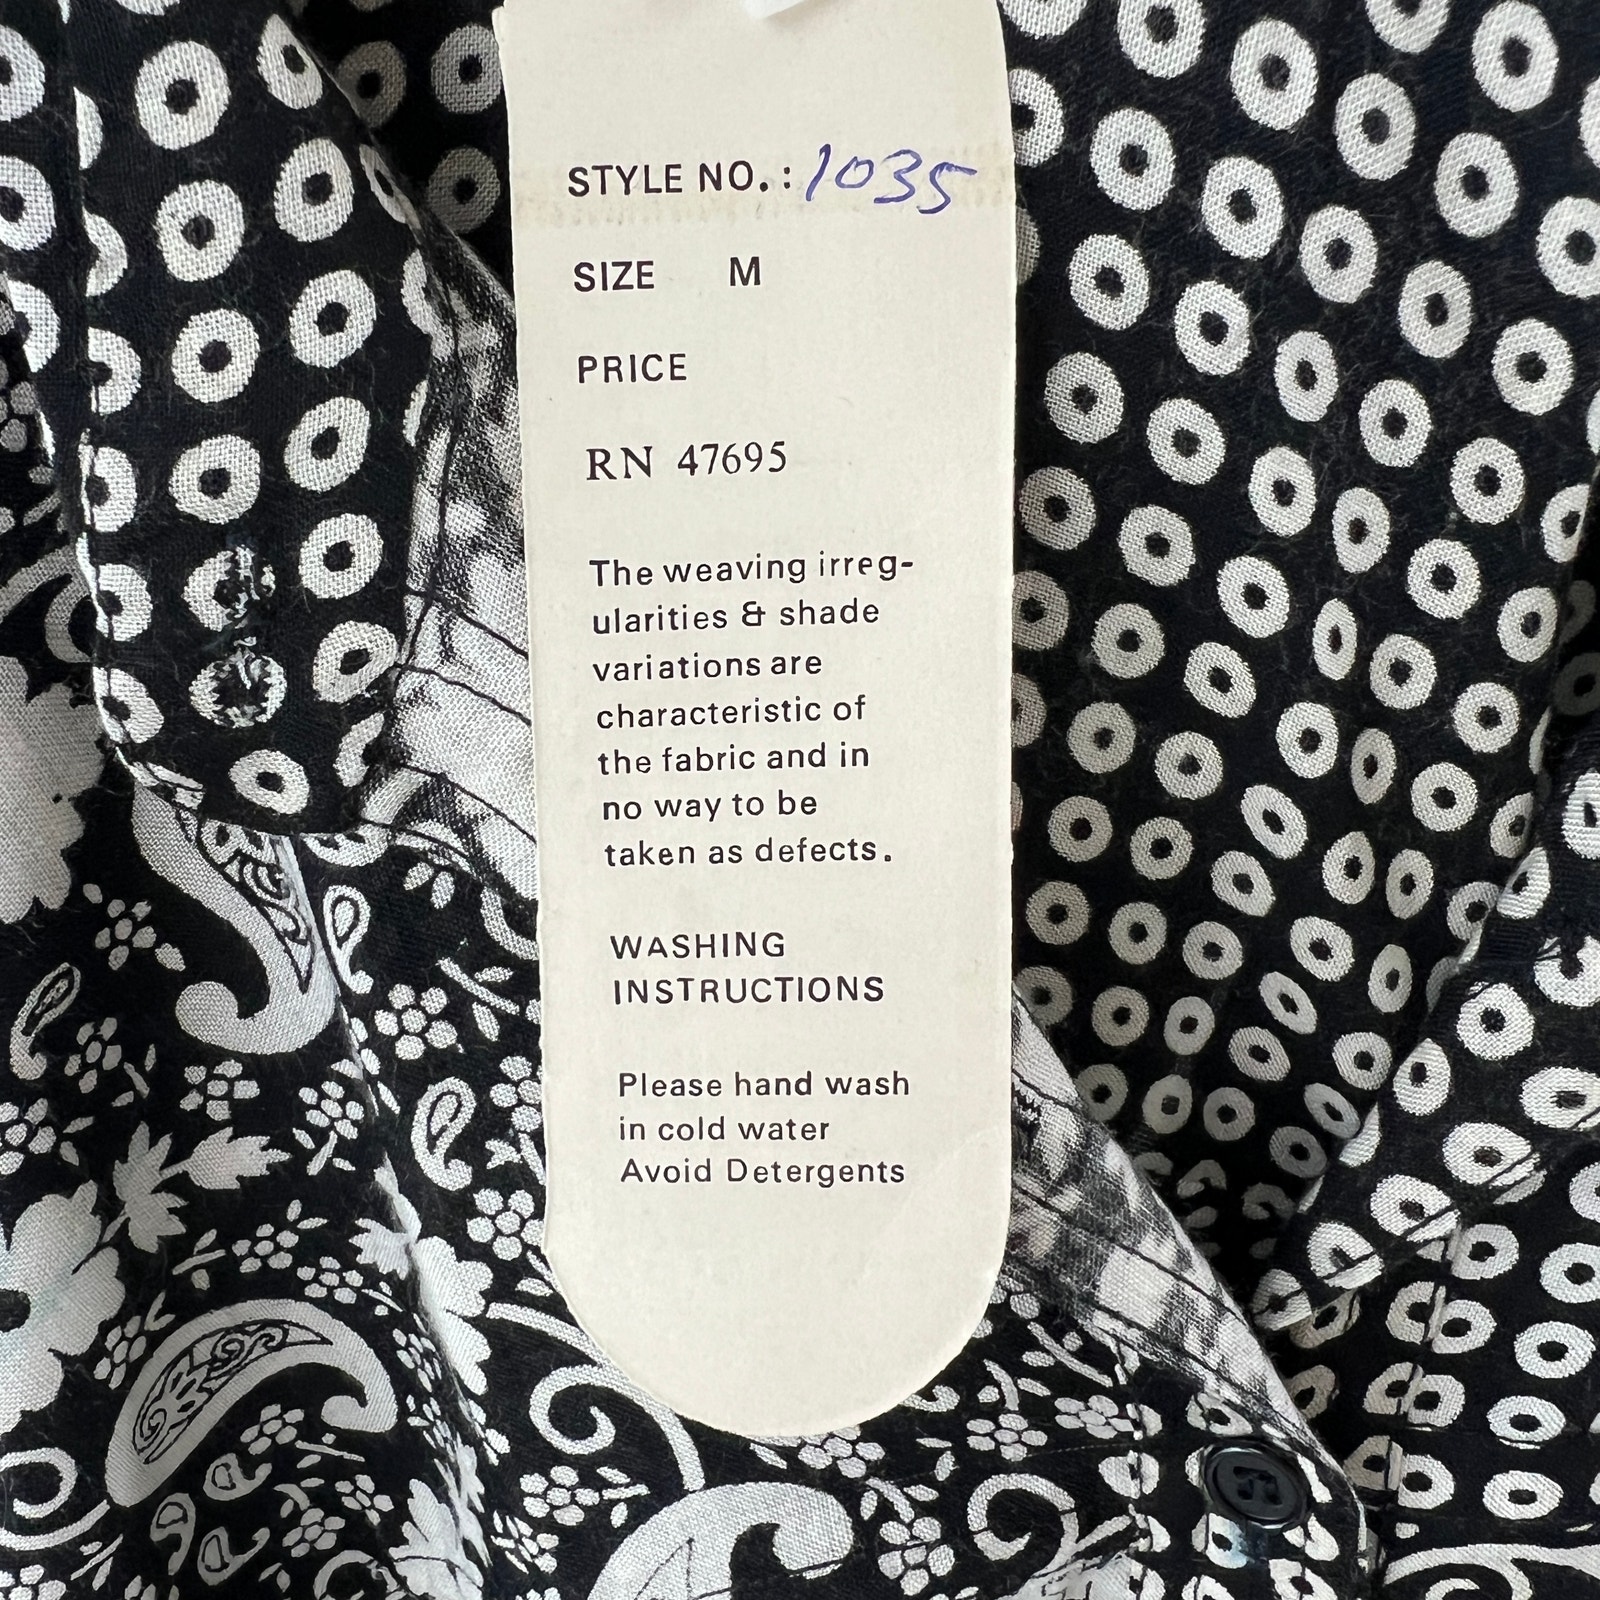 STYLE NO.: 1035
SIZE M
PRICE
RN 47695
The weaving irreg-
ularities & shade
variations are
characteristic of
the fabric and in
no way to be
taken as defects.
WASHING
INSTRUCTIONS
Please hand wash
in cold water
Avoid Detergents